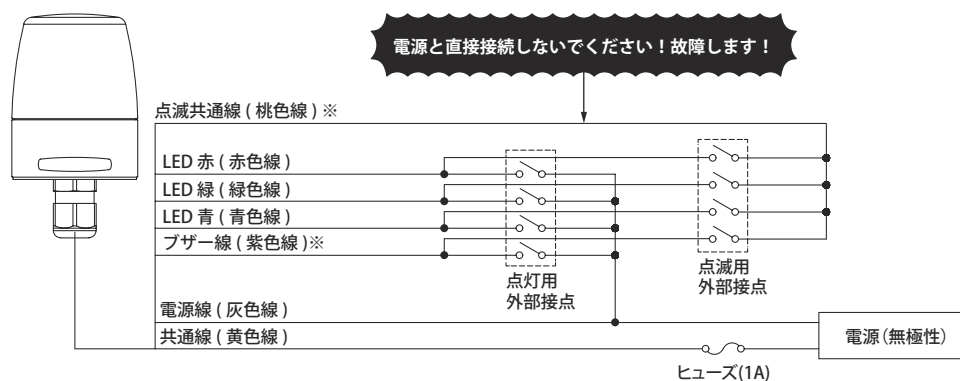 電源と直接接続しないでください！故障します！
点滅共通線 ( 桃色線 ) ※
LED 赤 ( 赤色線 )
LED 緑 ( 緑色線 )
LED 青 ( 青色線 )
ブザー線 ( 紫色線 )※
点灯用
外部接点
点滅用
外部接点
電源線 ( 灰色線 )
共通線 ( 黄色線 )
電源（無極性）
ヒューズ(1A)